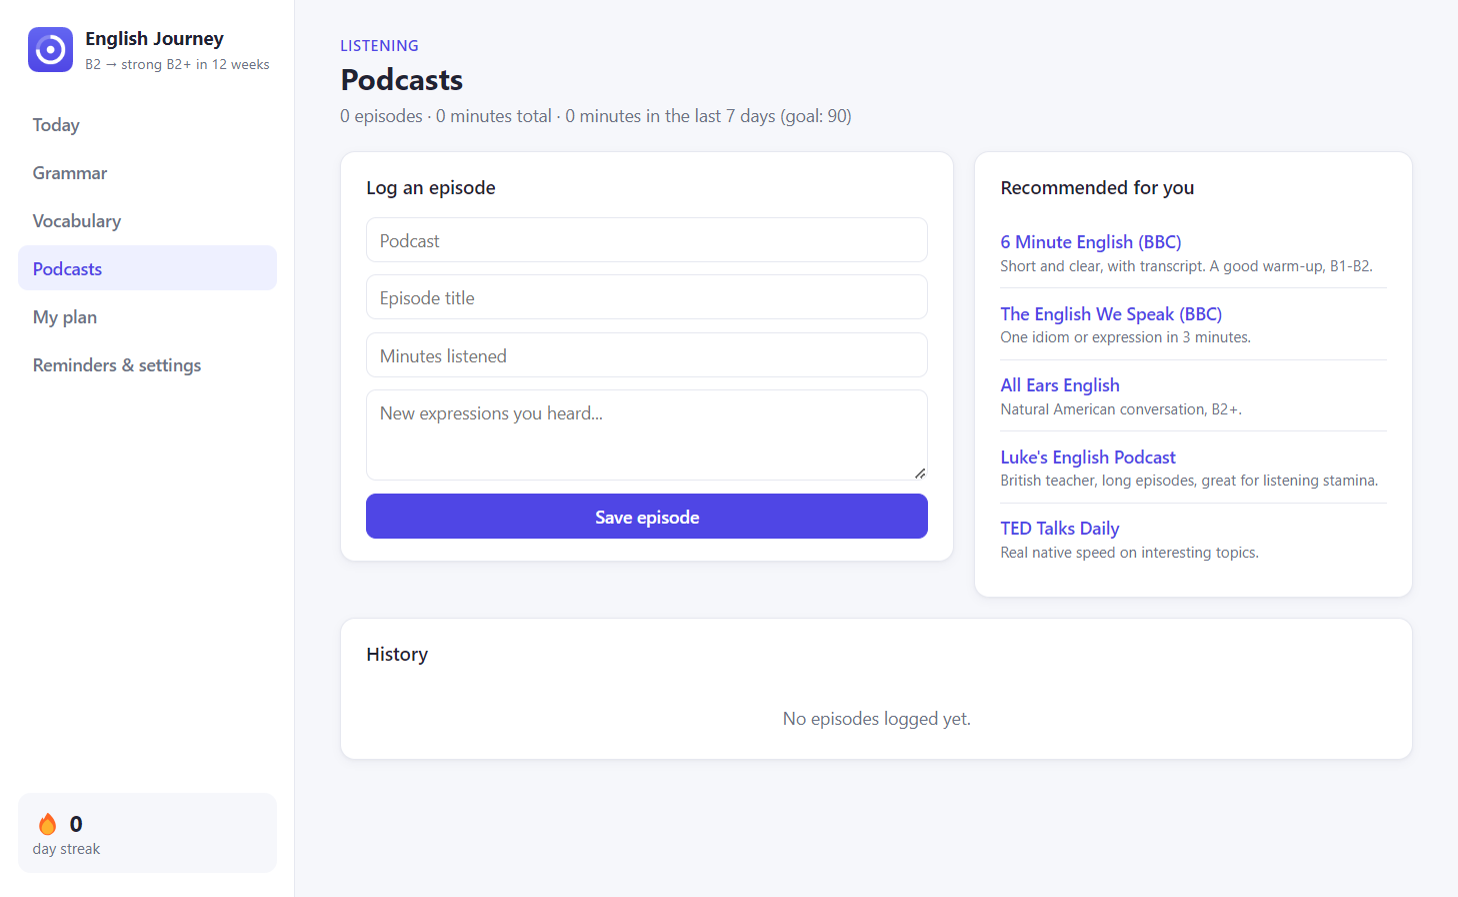 English Journey
B2 → strong B2+ in 12 weeks
Today
Grammar
Vocabulary
Podcasts
My plan
Reminders & settings
0
day streak
LISTENING
Podcasts
0 episodes · 0 minutes total · 0 minutes in the last 7 days (goal: 90)
Log an episode
Podcast
Episode title
Minutes listened
New expressions you heard...
Save episode
Recommended for you
6 Minute English (BBC)
Short and clear, with transcript. A good warm-up, B1-B2.
The English We Speak (BBC)
One idiom or expression in 3 minutes.
All Ears English
Natural American conversation, B2+.
Luke's English Podcast
British teacher, long episodes, great for listening stamina.
TED Talks Daily
Real native speed on interesting topics.
History
No episodes logged yet.